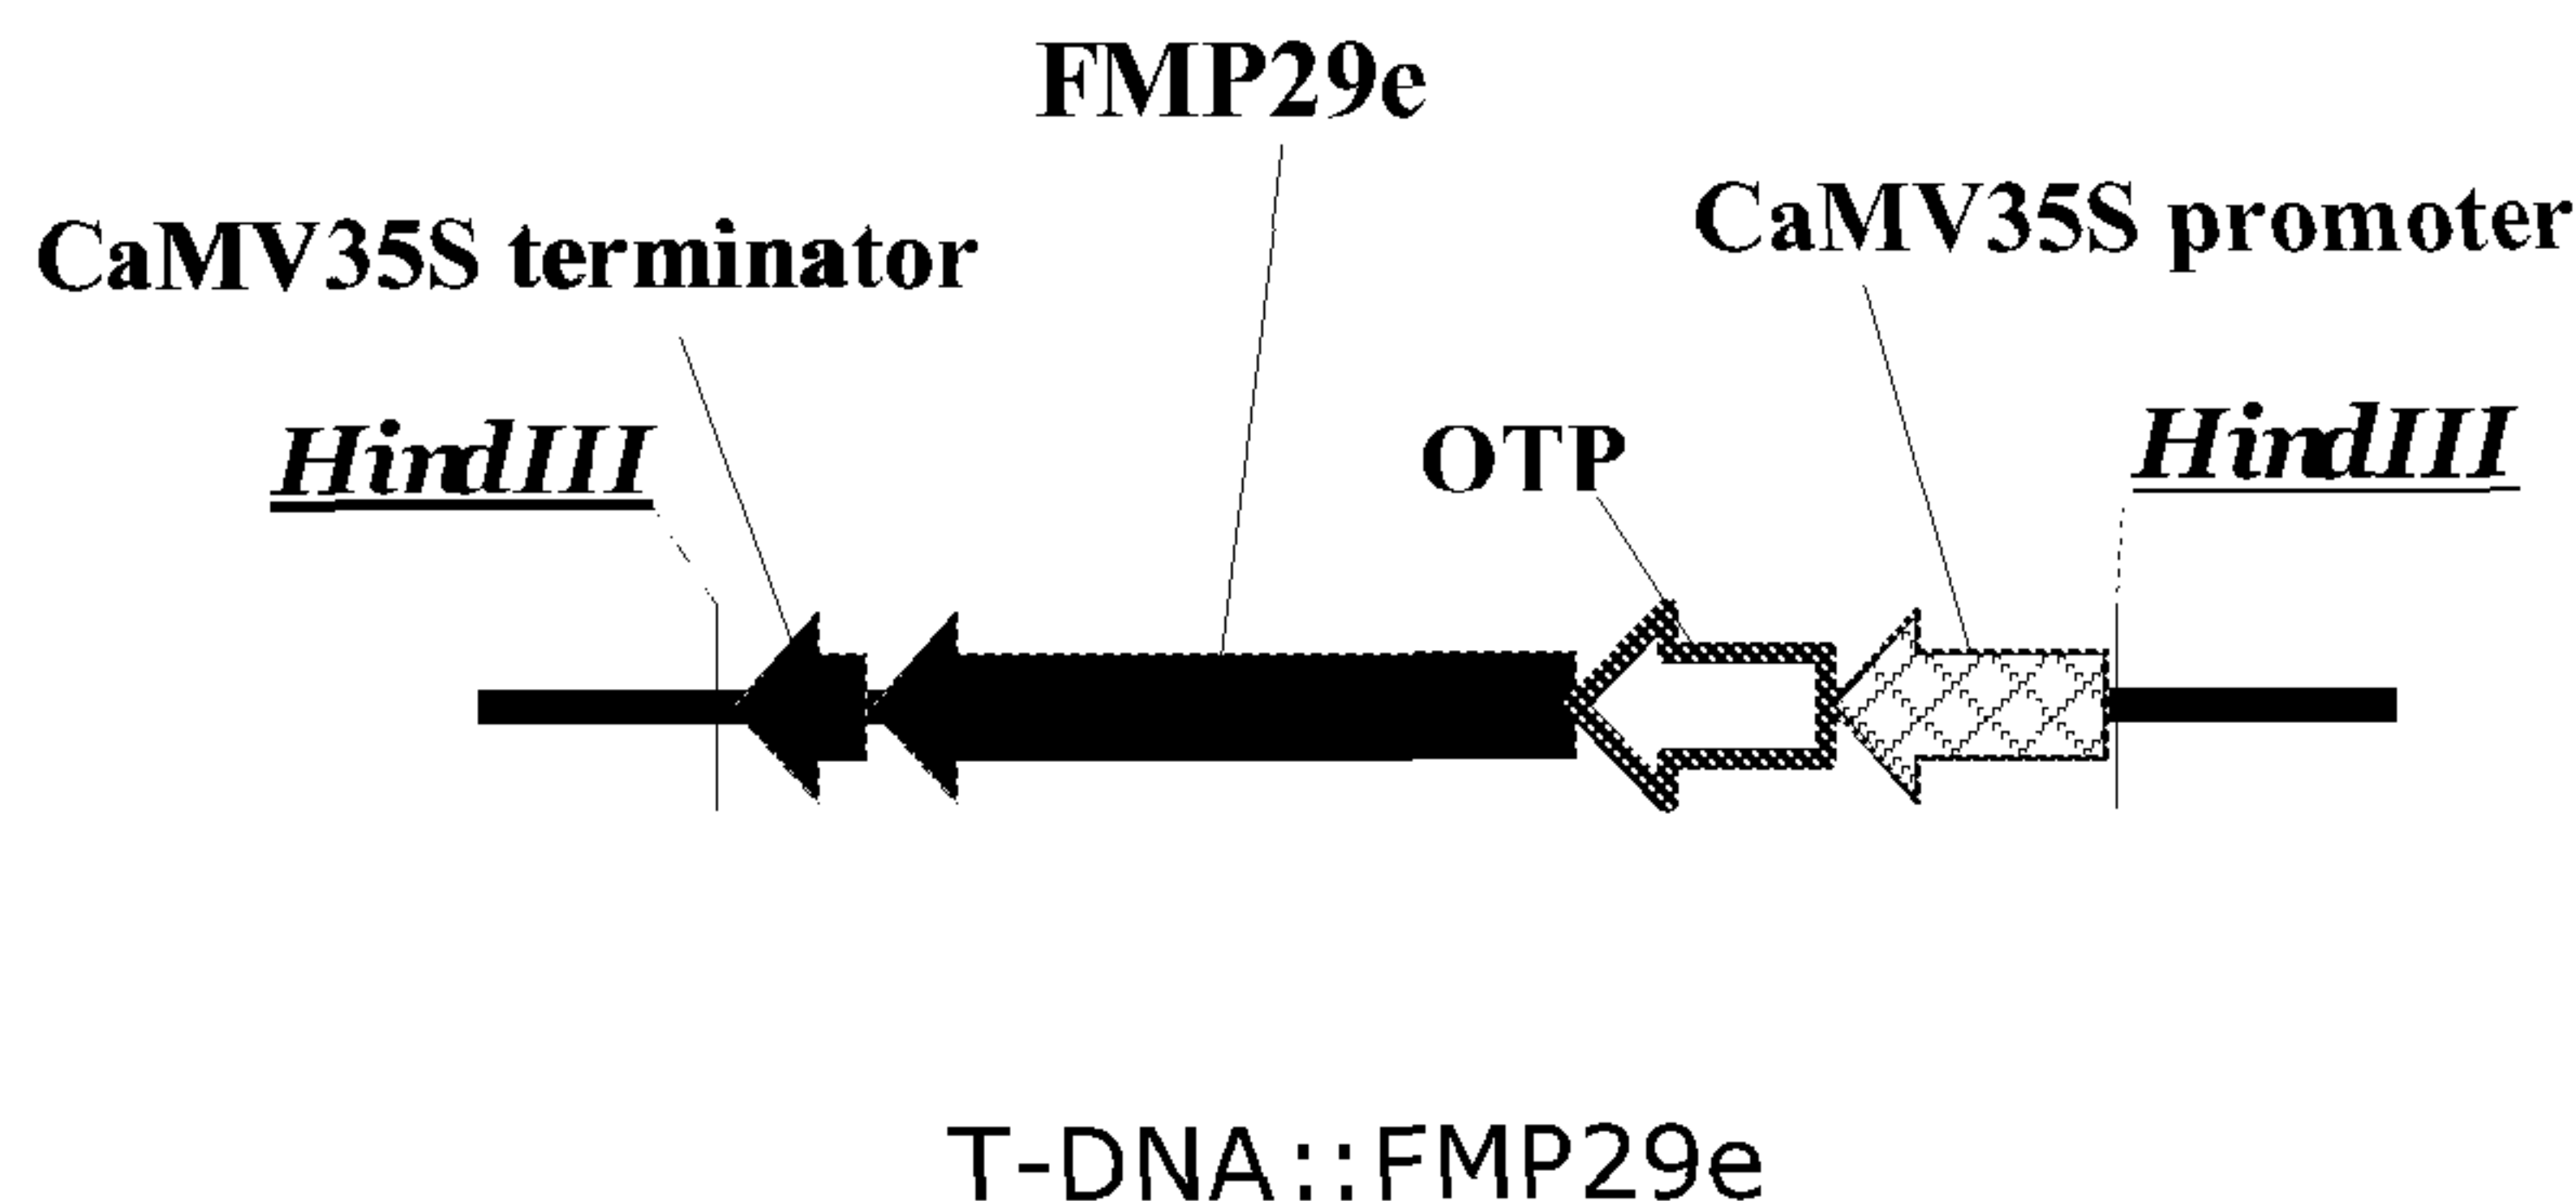 FMP29e
CaMV35S promoter
CaMV35S terminator
HindIII
OTP
HindIII
T-DNA::FMP29e